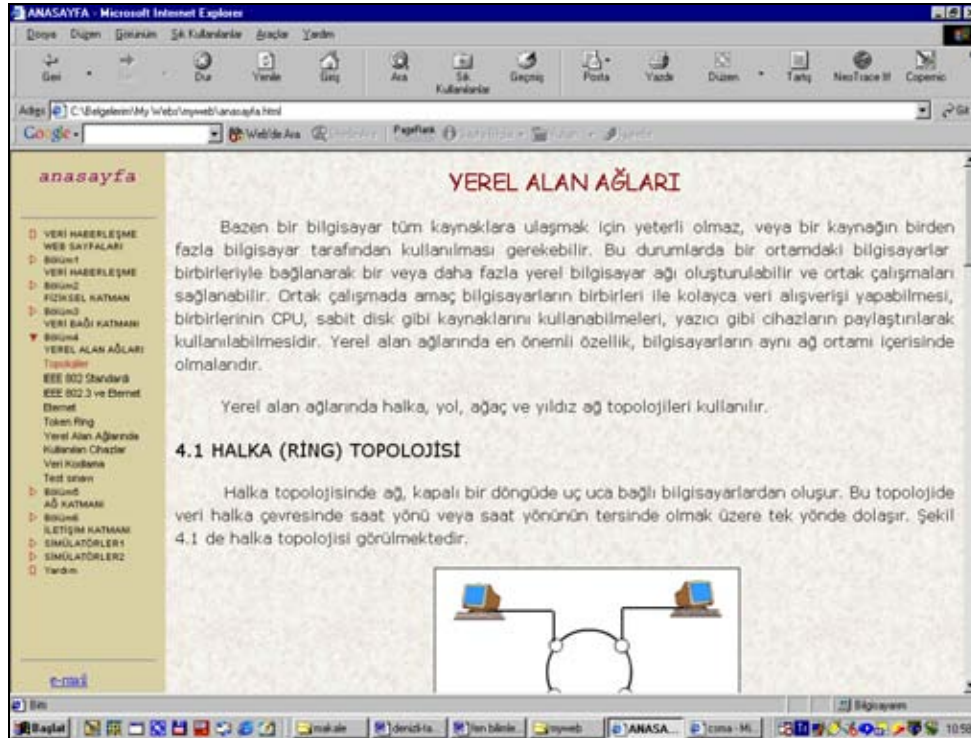 ANASAYFA - Microsoft Internet Explorer
Dosya Düzen Görünüm Sık Kullanılanlar Araçlar Yardım
Geri Dur Yenile Giriş Ara Sık Kullanılanlar Geçmiş Posta Yazdır Düzen Tartış NeoTrace It! Copernic
Adres C:\Belgelerim\My Webs\myweb\anasayfa.html Git
Google Web'de Ara PageRank
anasayfa
VERİ HABERLEŞME
WEB SAYFALARI
Bölüm1
VERİ HABERLEŞME
Bölüm2
FİZİKSEL KATMAN
Bölüm3
VERİ BAĞI KATMANI
Bölüm4
YEREL ALAN AĞLARI
Topolojiler
IEEE 802 Standardı
IEEE 802.3 ve Eternet
Eternet
Token Ring
Yerel Alan Ağlarında
Kullanılan Cihazlar
Veri Kodlama
Test sınavı
Bölüm5
AĞ KATMANI
Bölüm6
İLETİŞİM KATMANI
SİMÜLATÖRLER1
SİMÜLATÖRLER2
Yardım
e-mail
YEREL ALAN AĞLARI
Bazen bir bilgisayar tüm kaynaklara ulaşmak için yeterli olmaz, veya bir kaynağın birden
fazla bilgisayar tarafından kullanılması gerekebilir. Bu durumlarda bir ortamdaki bilgisayarlar
birbirleriyle bağlanarak bir veya daha fazla yerel bilgisayar ağı oluşturulabilir ve ortak çalışmaları
sağlanabilir. Ortak çalışmada amaç bilgisayarların birbirleri ile kolayca veri alışverişi yapabilmesi,
birbirlerinin CPU, sabit disk gibi kaynaklarını kullanabilmeleri, yazıcı gibi cihazların paylaştırılarak
kullanılabilmesidir. Yerel alan ağlarında en önemli özellik, bilgisayarların aynı ağ ortamı içerisinde
olmalarıdır.
Yerel alan ağlarında halka, yol, ağaç ve yıldız ağ topolojileri kullanılır.
4.1 HALKA (RİNG) TOPOLOJİSİ
Halka topolojisinde ağ, kapalı bir döngüde uç uca bağlı bilgisayarlardan oluşur. Bu topolojide
veri halka çevresinde saat yönü veya saat yönünün tersinde olmak üzere tek yönde dolaşır. Şekil
4.1 de halka topolojisi görülmektedir.
Bitti Bilgisayarım
Başlat makale myweb ANASA... 10:58